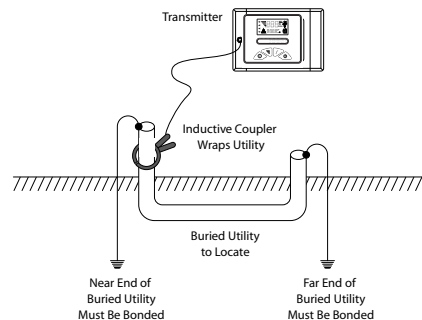 Transmitter
Inductive Coupler
Wraps Utility
Buried Utility
to Locate
Near End of
Buried Utility
Must Be Bonded
Far End of
Buried Utility
Must Be Bonded